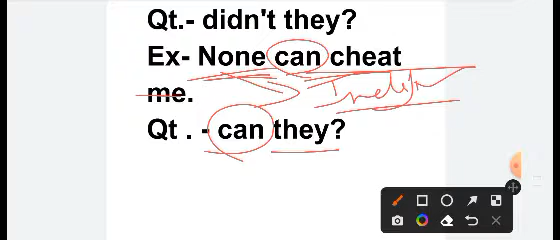 Qt.- didn't they?
Ex- None can cheat
me.
Qt . - can they?